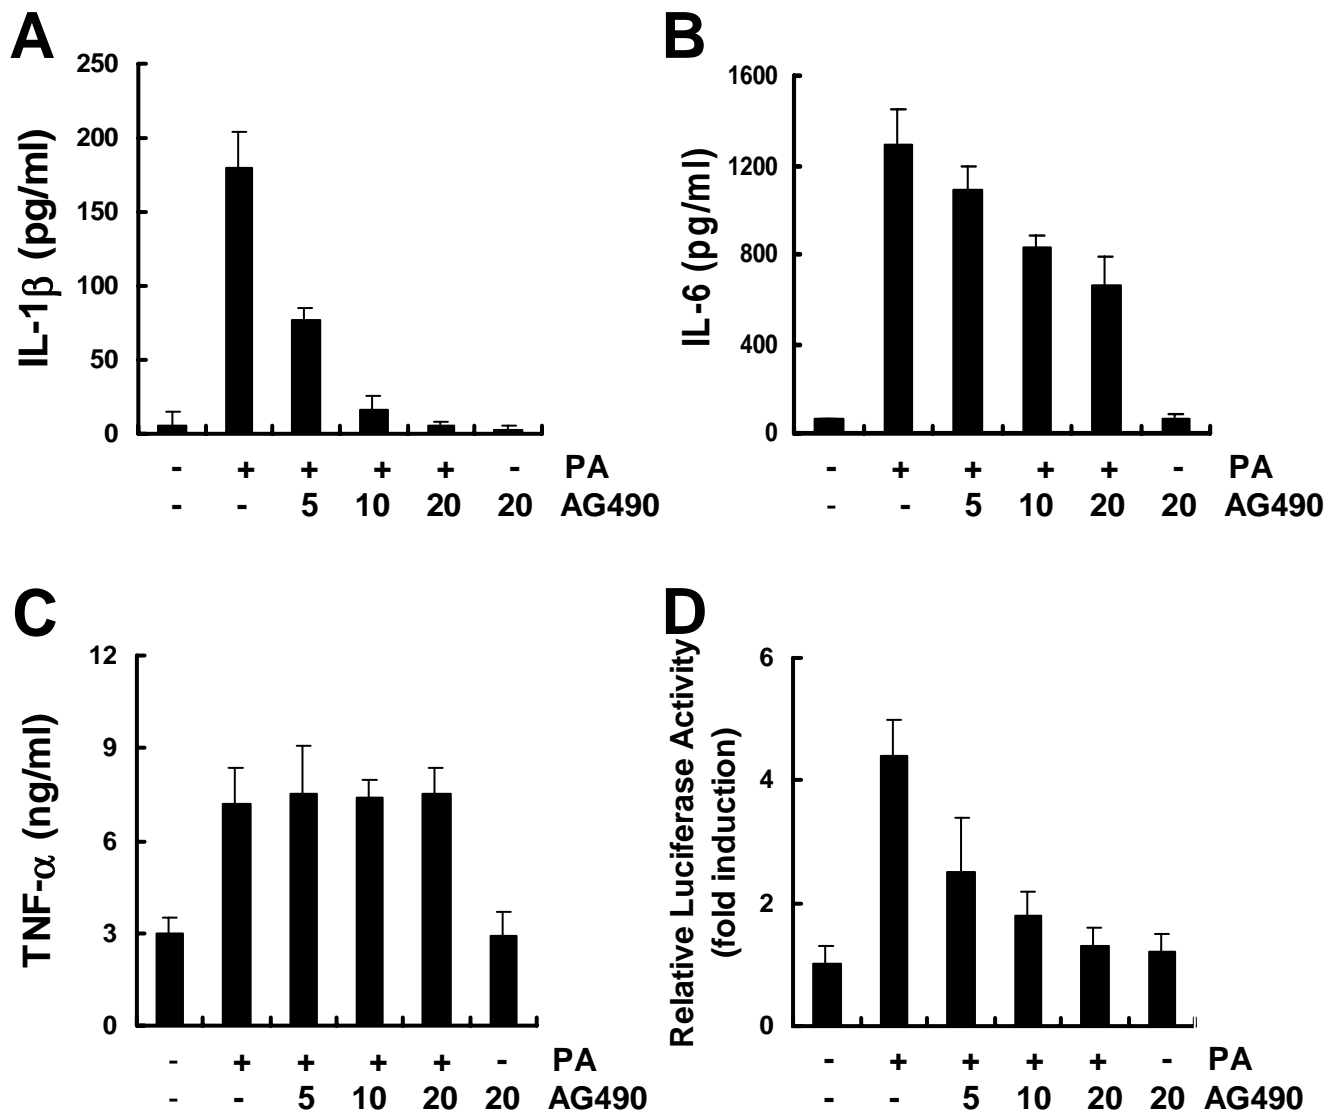 A
IL-1β (pg/ml)
250
200
150
100
50
0
- + + + + - PA
- - 5 10 20 20 AG490
B
IL-6 (pg/ml)
1600
1200
800
400
0
- + + + + - PA
- - 5 10 20 20 AG490
C
TNF-α (ng/ml)
12
9
6
3
0
- + + + + - PA
- - 5 10 20 20 AG490
D
Relative Luciferase Activity
(fold induction)
6
4
2
0
- + + + + - PA
- - 5 10 20 20 AG490